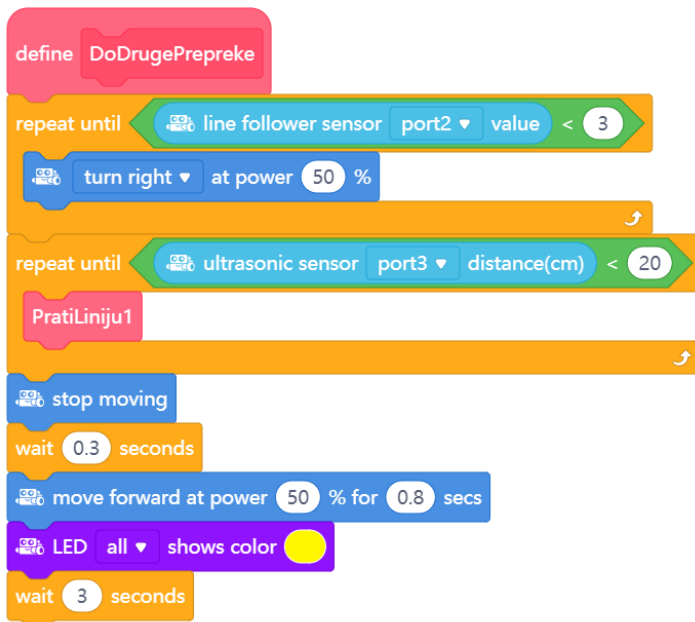 define DoDrugePrepreke
repeat until line follower sensor port2 value < 3
turn right at power 50 %
repeat until ultrasonic sensor port3 distance(cm) < 20
PratiLiniju1
stop moving
wait 0.3 seconds
move forward at power 50 % for 0.8 secs
LED all shows color
wait 3 seconds